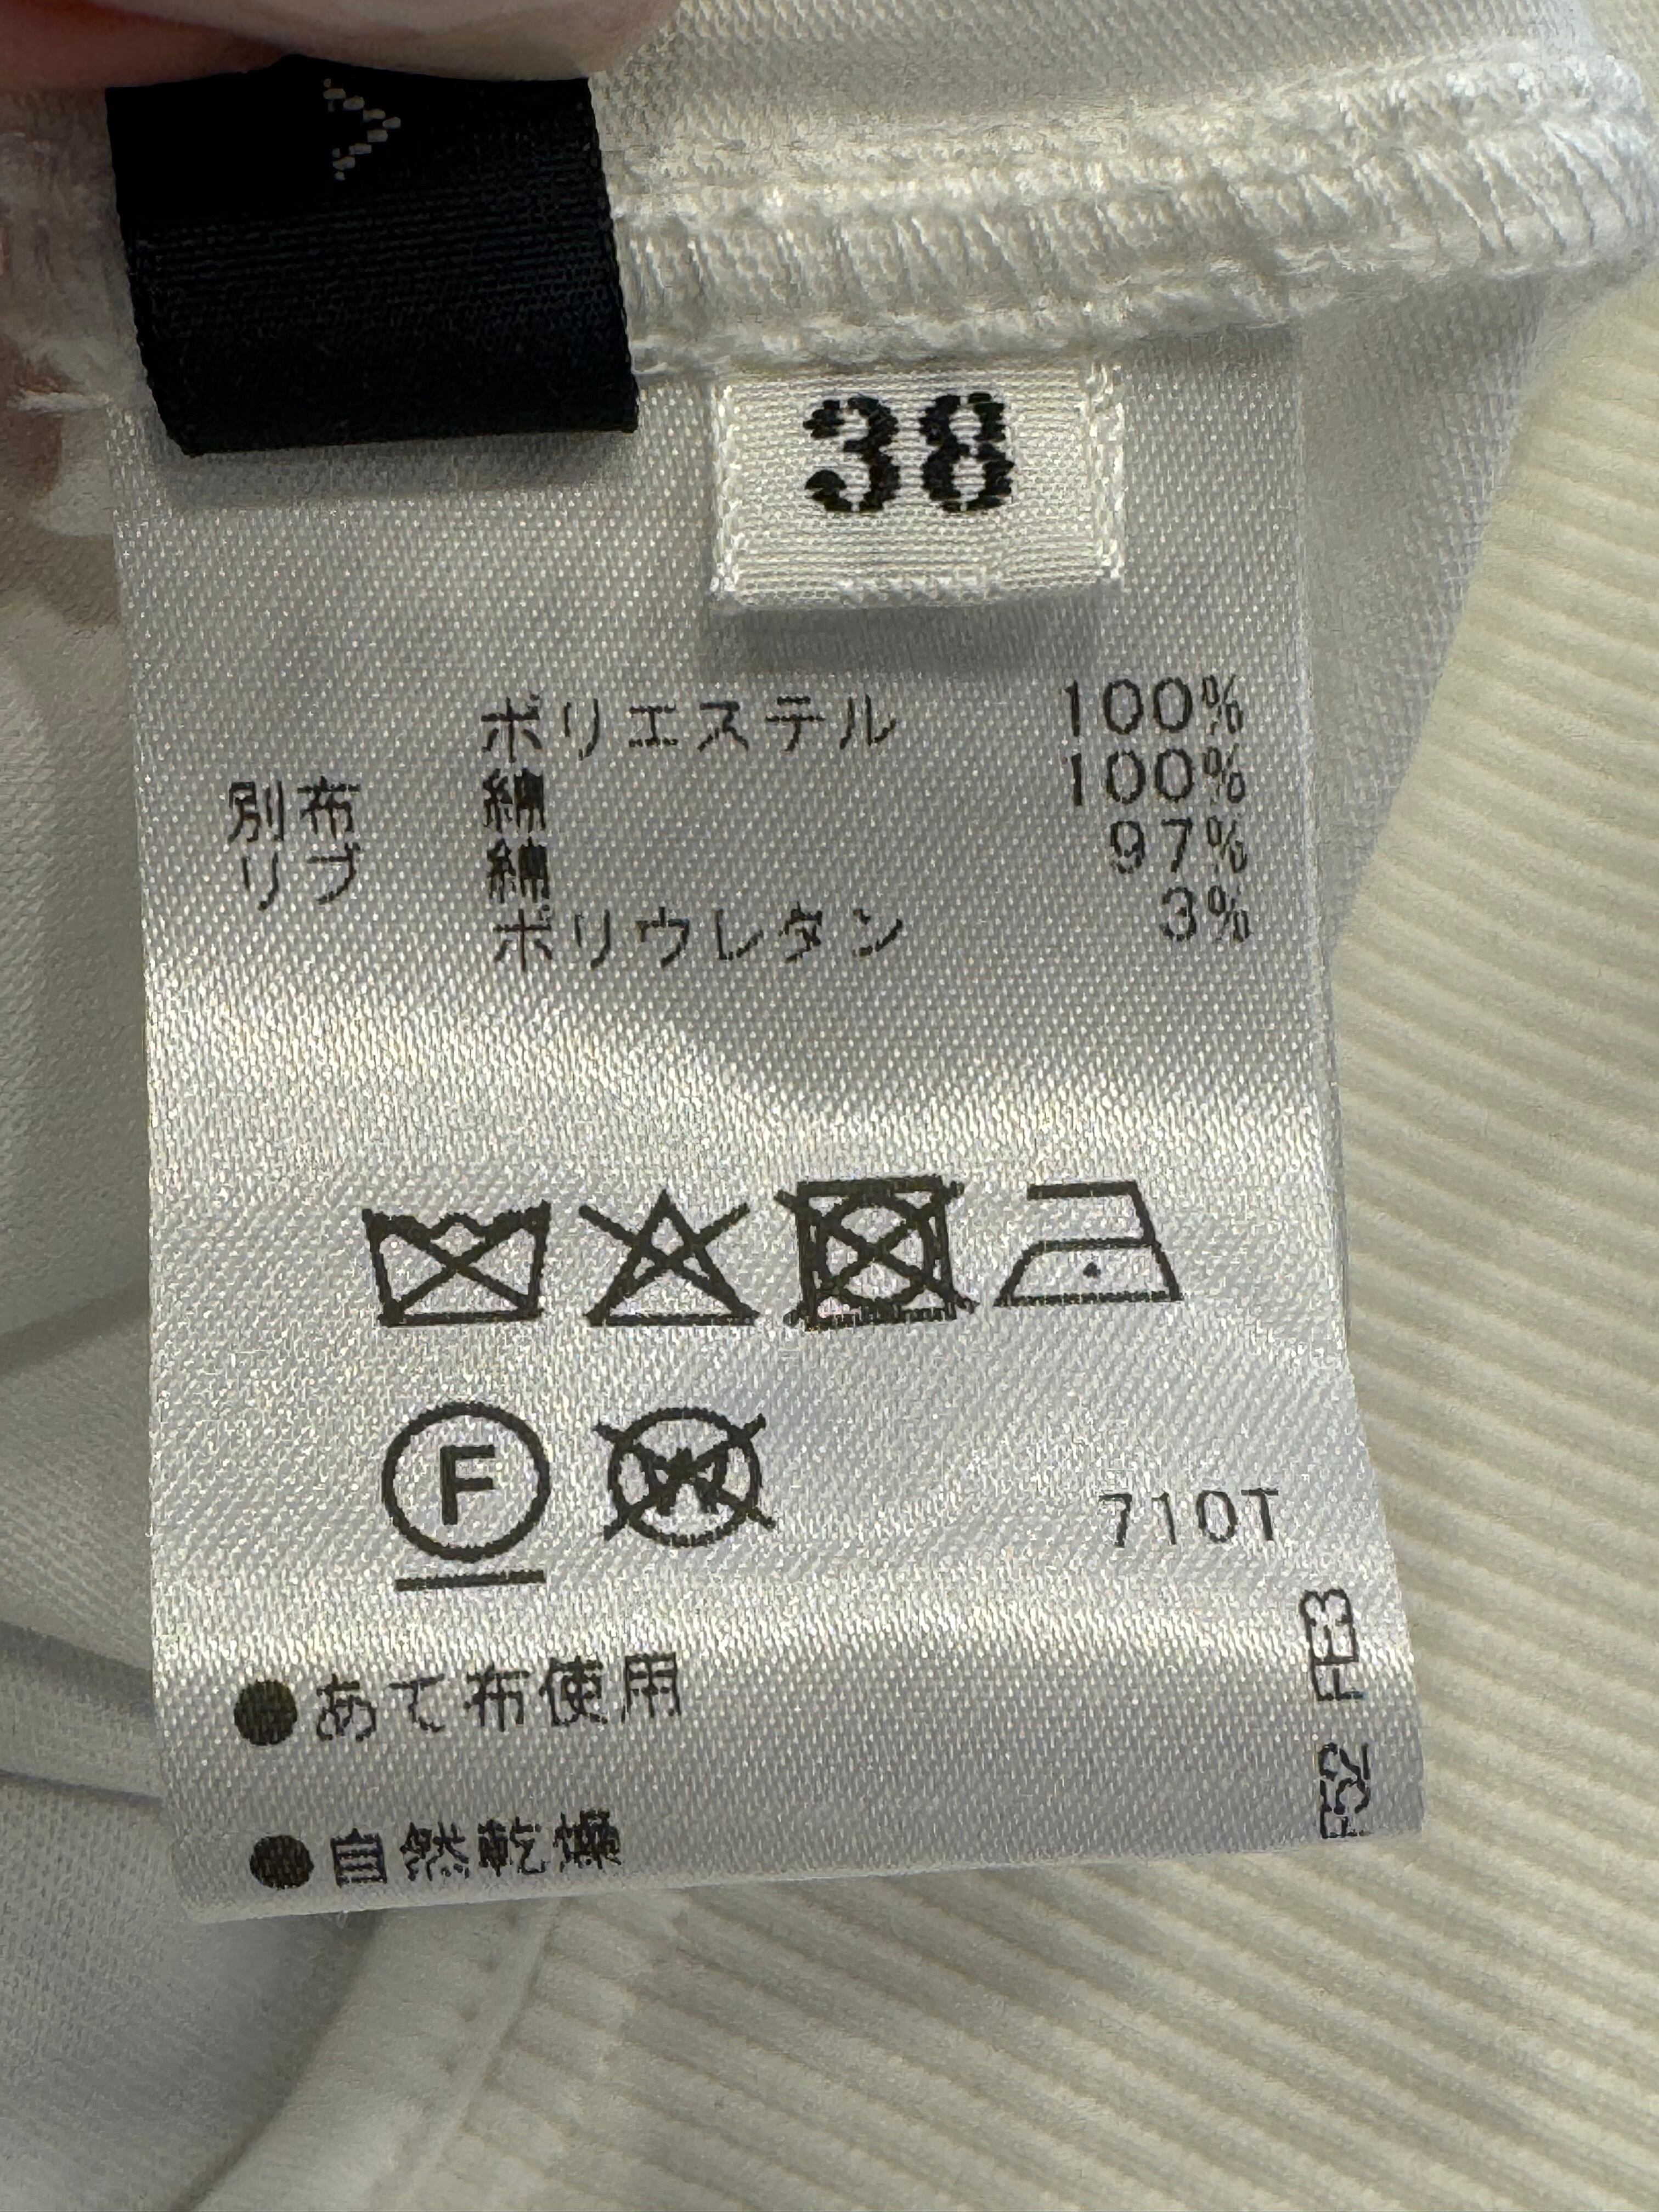 38
ポリエステル 100%
別布 綿 100%
リブ 綿 97%
ポリウレタン 3%
F
W
710T
●あて布使用
●自然乾燥